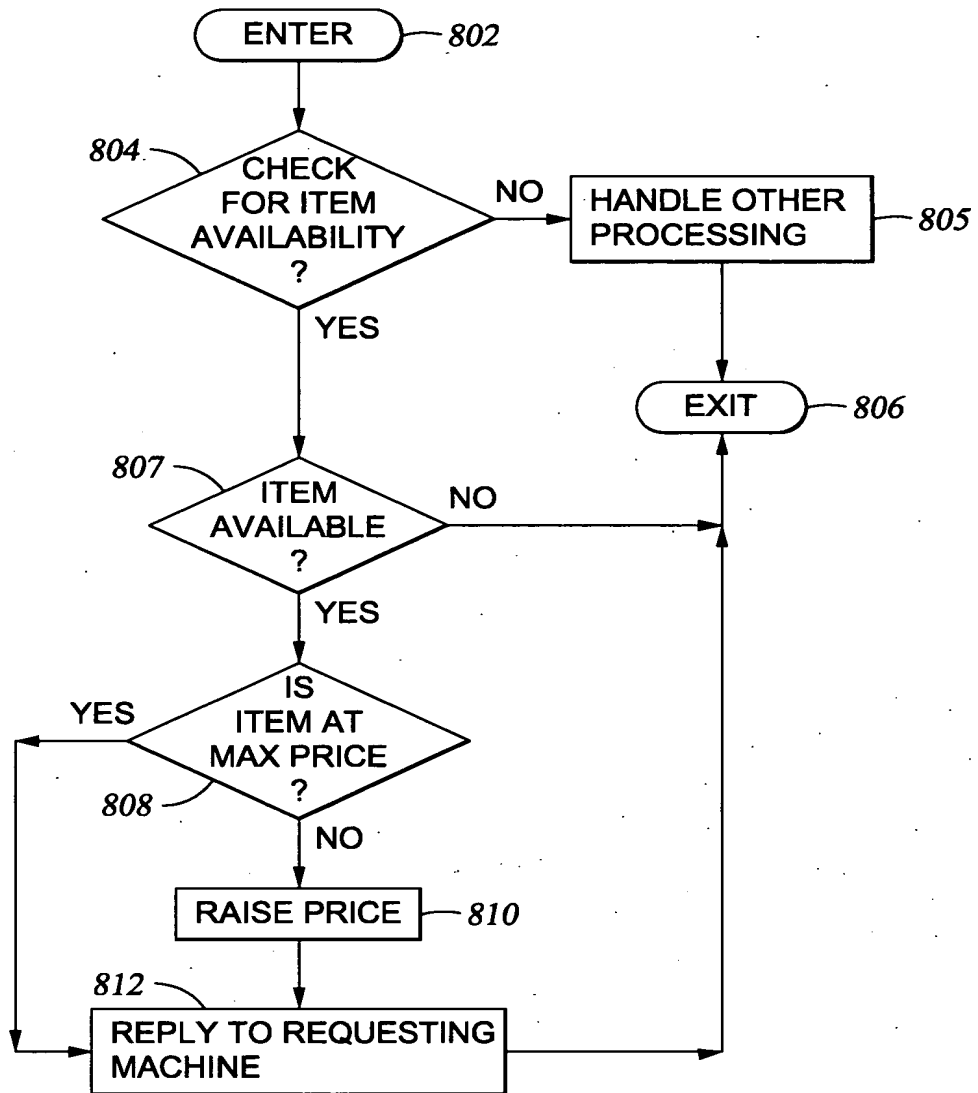 ENTER
802
804
CHECK
FOR ITEM
AVAILABILITY
?
NO
HANDLE OTHER
PROCESSING
805
YES
EXIT
806
807
ITEM
AVAILABLE
?
NO
YES
IS
ITEM AT
MAX PRICE
?
YES
808
NO
RAISE PRICE
810
812
REPLY TO REQUESTING
MACHINE